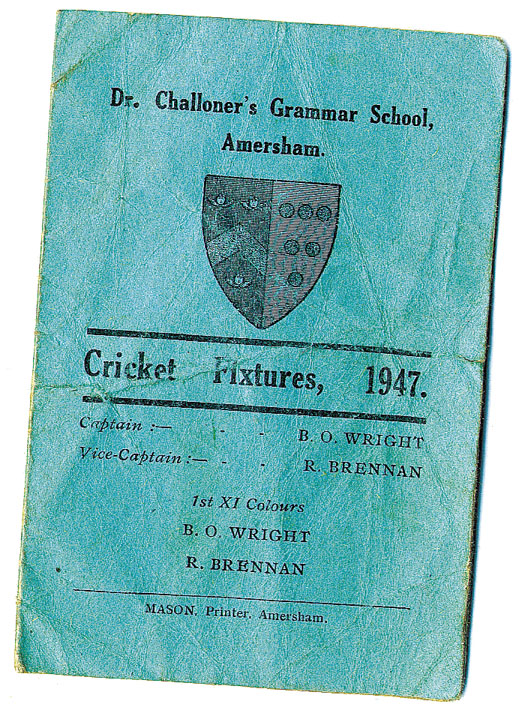 Dr. Challoner's Grammar School,
Amersham.
Cricket Fixtures, 1947.
Captain :— - - B. O. WRIGHT
Vice-Captain :— - - R. BRENNAN
1st XI Colours
B. O. WRIGHT
R. BRENNAN
MASON, Printer, Amersham.